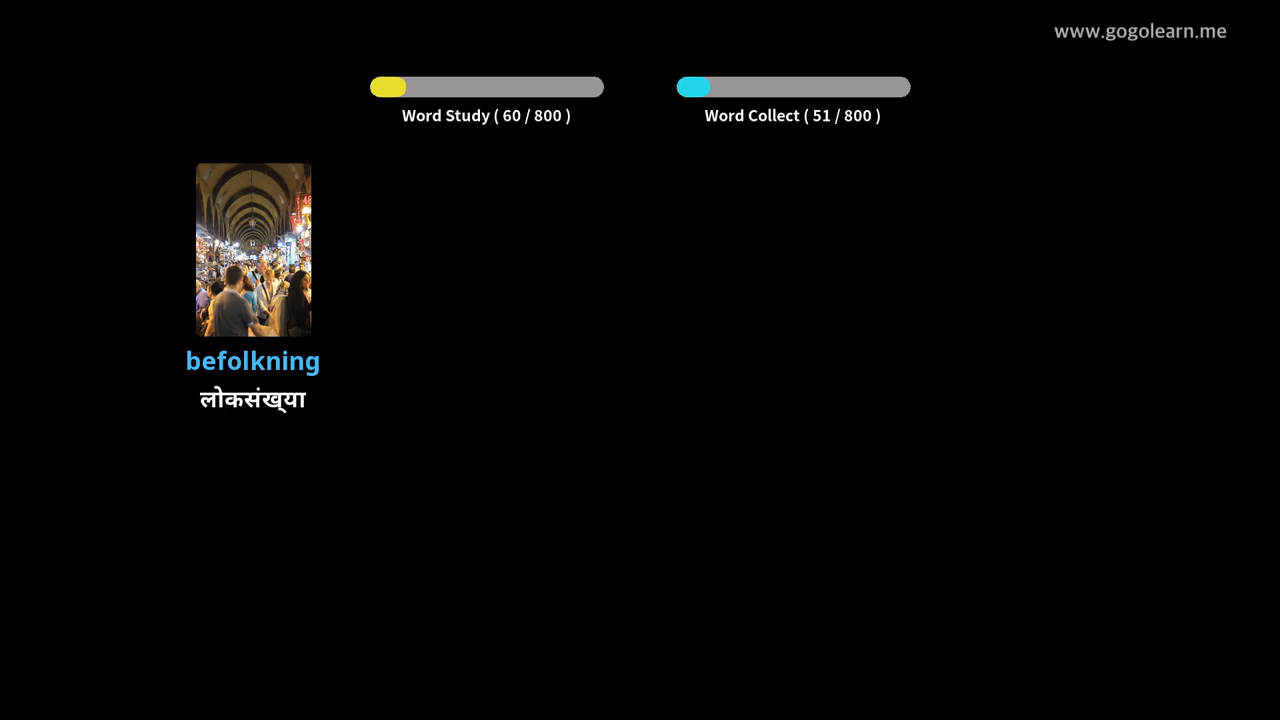 www.gogolearn.me
Word Study ( 60 / 800 )
Word Collect ( 51 / 800 )
befolkning
लोकसंख्या